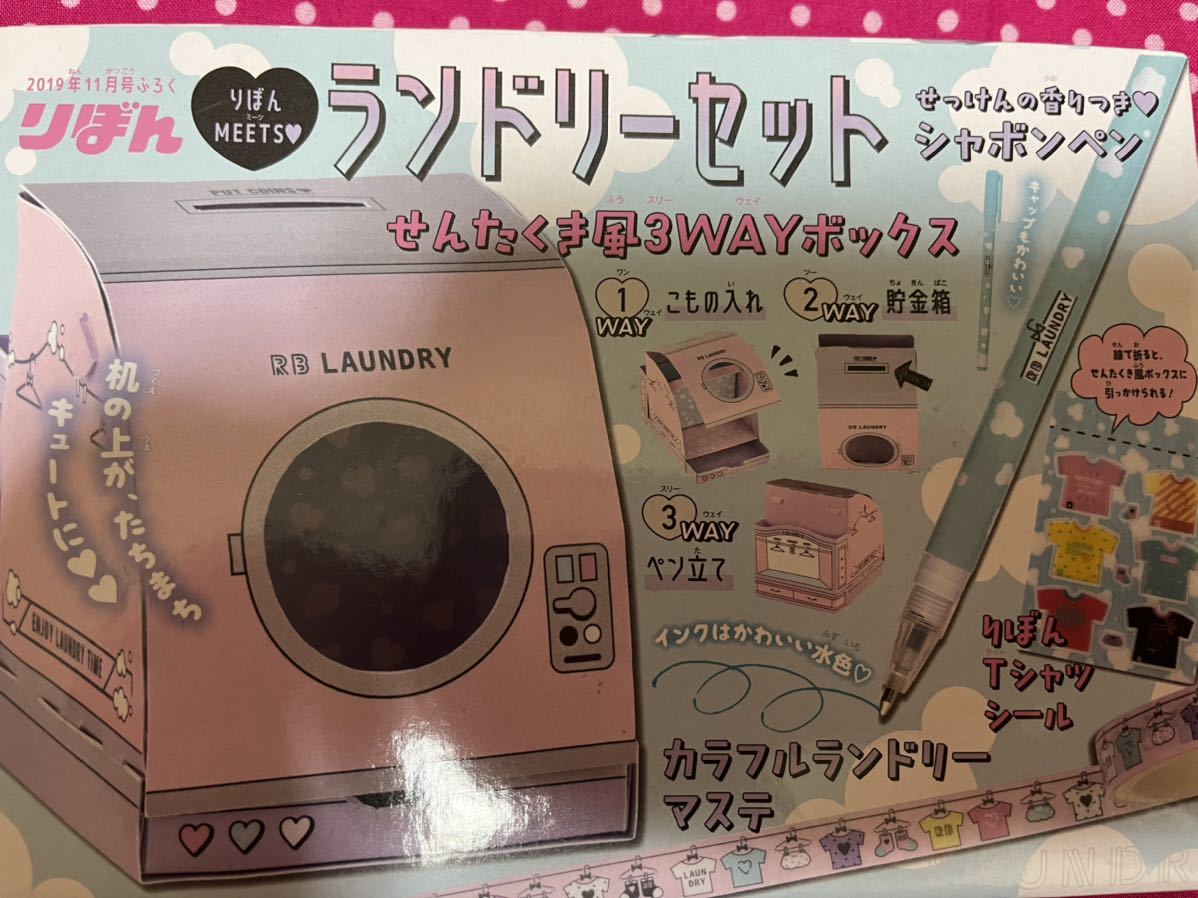 2019年11月号ふろく
りぼん
りぼん
MEETS♥
ランドリーセット
せっけんの香りつき♥
シャボンペン
キャップもかわいい♡
せんたくき風3WAYボックス
1WAY こもの入れ
2WAY 貯金箱
3WAY
ペン立て
PUT COINS♥
RB LAUNDRY
机の上が、たちまち
キュートに♥♥
ENJOY LAUNDRY TIME
RB LAUNDRY
PUT COINS♥
RB LAUNDRY
RB LAUNDRY
線で折ると、
せんたくき風ボックスに
引っかけられる!
インクはかわいい水色♡
りぼん
Tシャツ
シール
カラフルランドリー
マステ
LAUN
DRY
RB